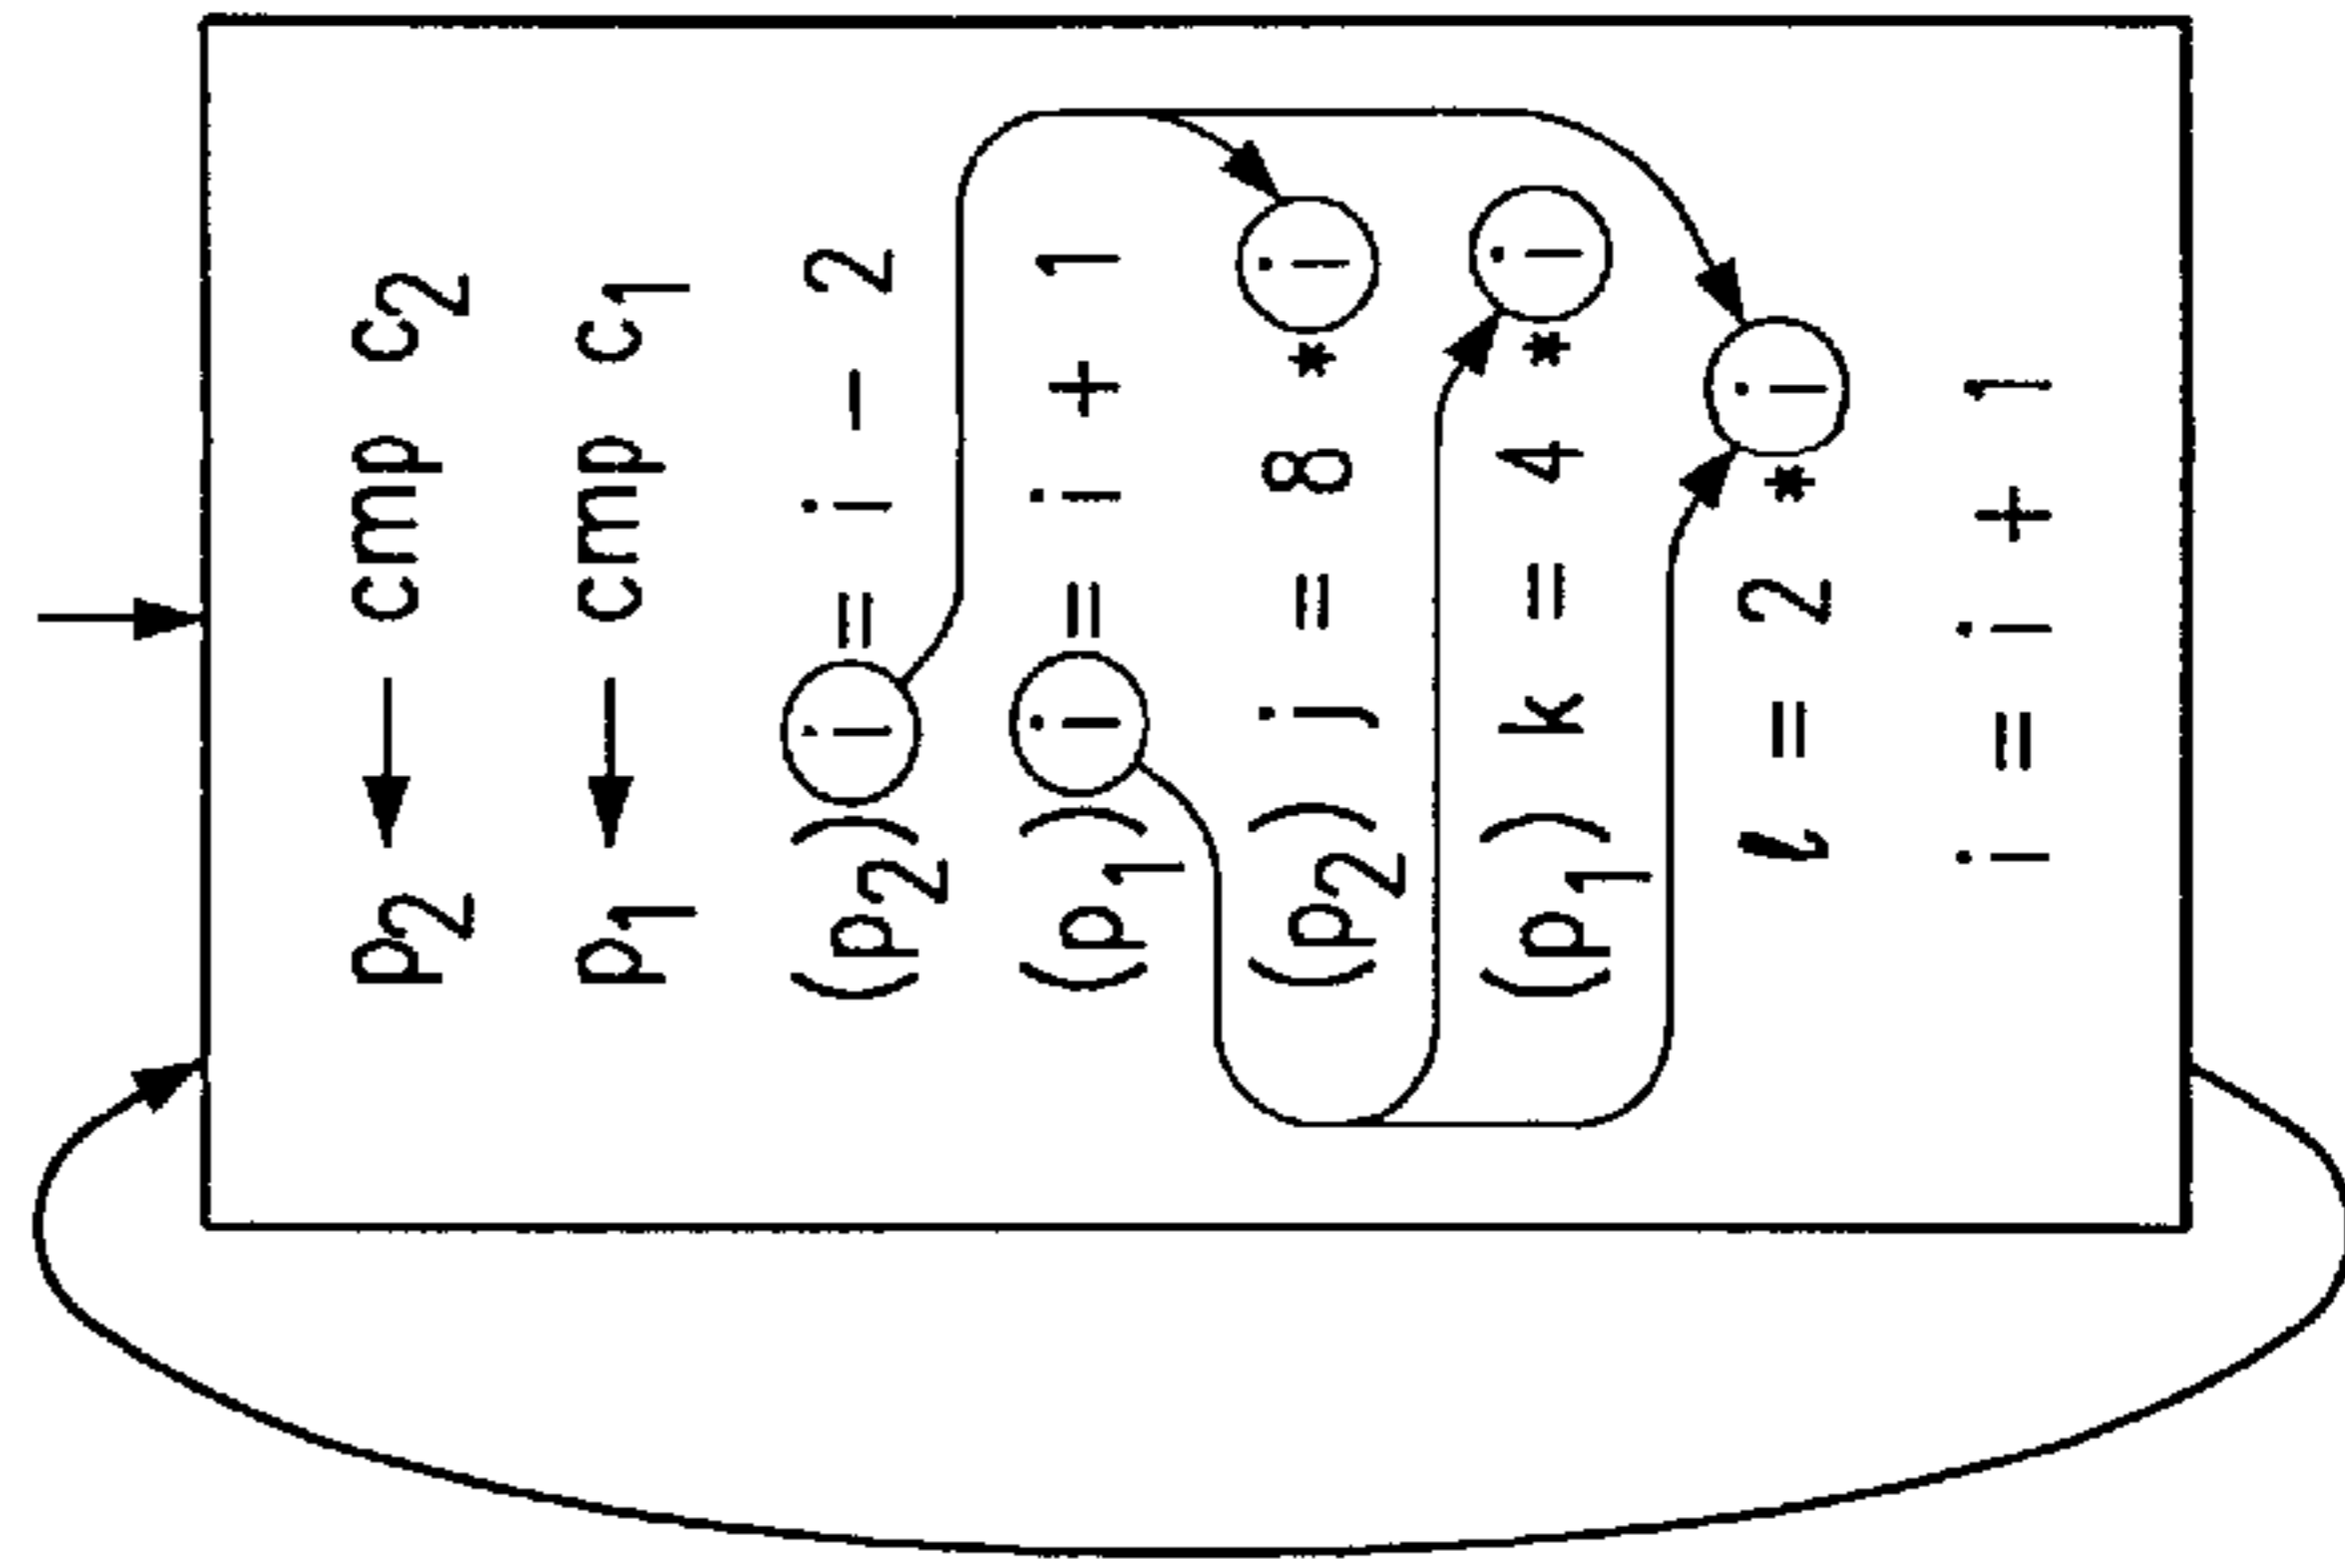 p₂ ← cmp c₂
p₁ ← cmp c₁
(p₂) i = i - 2
(p₁) i = i + 1
(p₂) j = 8 * i
(p₁) k = 4 * i
ℓ = 2 * i
i = i + 1